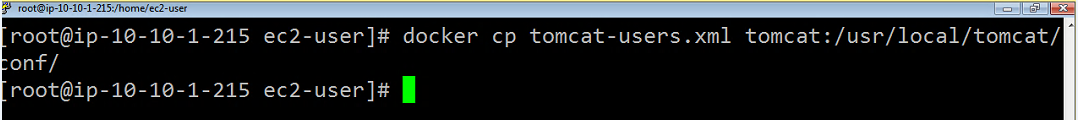 root@ip-10-10-1-215:/home/ec2-user
[root@ip-10-10-1-215 ec2-user]# docker cp tomcat-users.xml tomcat:/usr/local/tomcat/
conf/
[root@ip-10-10-1-215 ec2-user]#